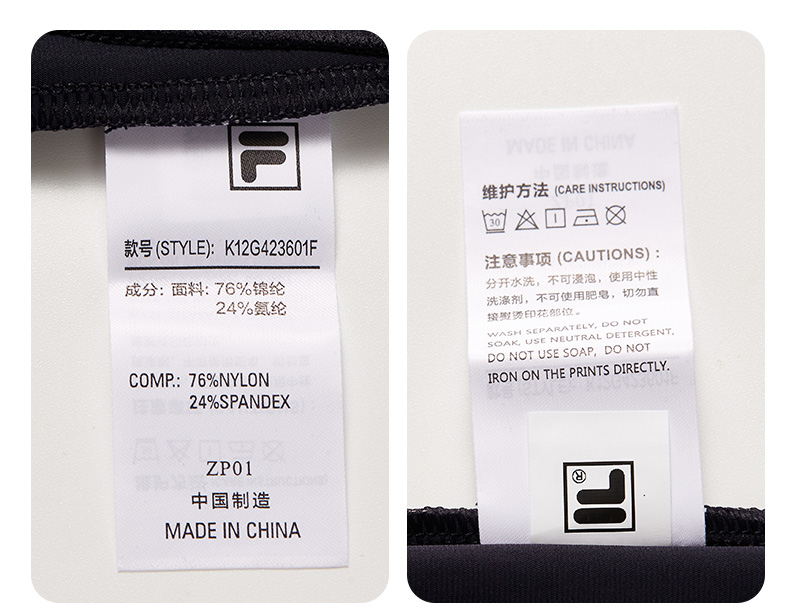 款号(STYLE): K12G423601F
成分: 面料: 76%锦纶
24%氨纶
COMP.: 76%NYLON
24%SPANDEX
ZP01
中国制造
MADE IN CHINA
维护方法 (CARE INSTRUCTIONS)
30
注意事项 (CAUTIONS) :
分开水洗，不可浸泡，使用中性
洗涤剂，不可使用肥皂，切勿直
接熨烫印花部位。
WASH SEPARATELY, DO NOT
SOAK, USE NEUTRAL DETERGENT,
DO NOT USE SOAP, DO NOT
IRON ON THE PRINTS DIRECTLY.
F
®